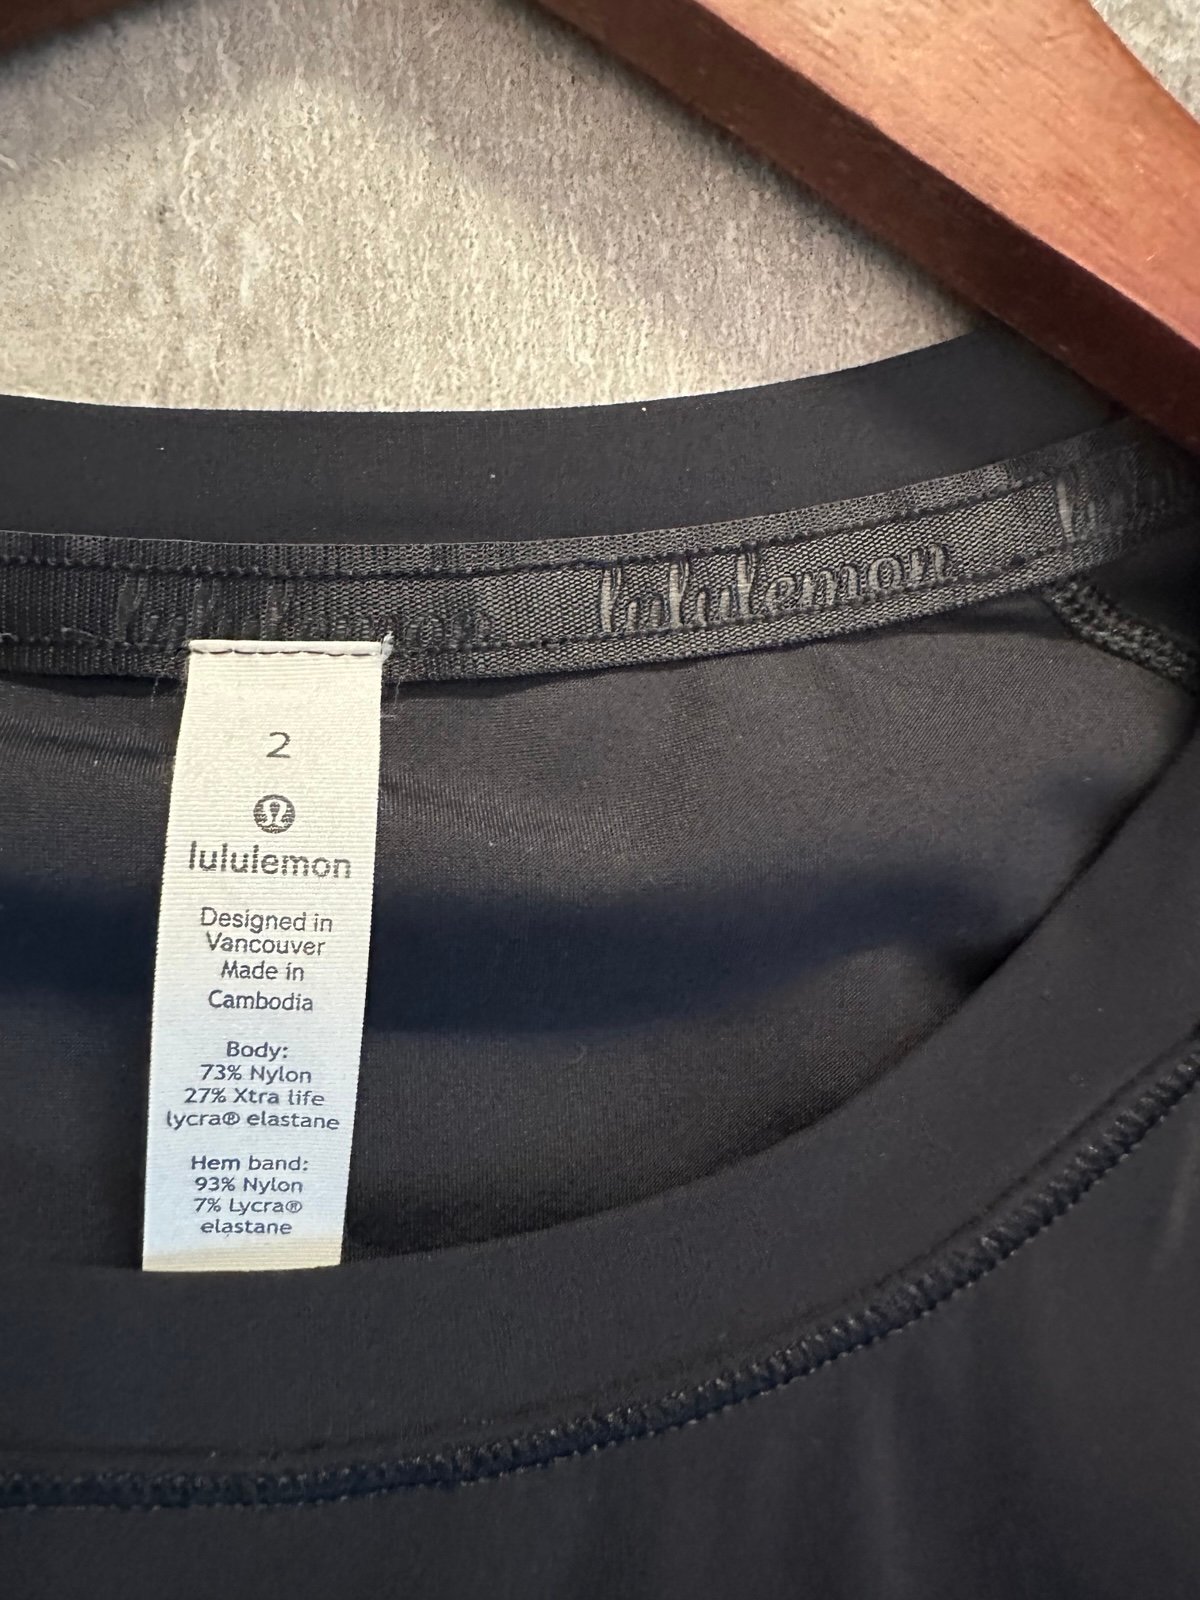 lululemon
lululemon
2
lululemon
Designed in
Vancouver
Made in
Cambodia
Body:
73% Nylon
27% Xtra life
lycra® elastane
Hem band:
93% Nylon
7% Lycra®
elastane